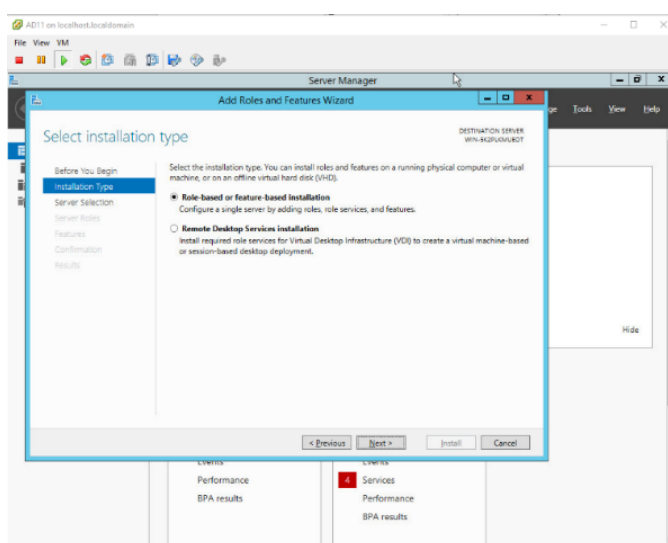 AD11 on localhost.localdomain
File View VM
Server Manager
Add Roles and Features Wizard
Tools View Help
Select installation type
DESTINATION SERVER
Before You Begin
Installation Type
Server Selection
Server Roles
Features
Confirmation
Results
Select the installation type. You can install roles and features on a running physical computer or virtual
machine, or on an offline virtual hard disk (VHD).
Role-based or feature-based installation
Configure a single server by adding roles, role services, and features.
Remote Desktop Services installation
Install required role services for Virtual Desktop Infrastructure (VDI) to create a virtual machine-based
or session-based desktop deployment.
Hide
< Previous Next > Install Cancel
Events Events
Performance 4 Services
BPA results Performance
BPA results